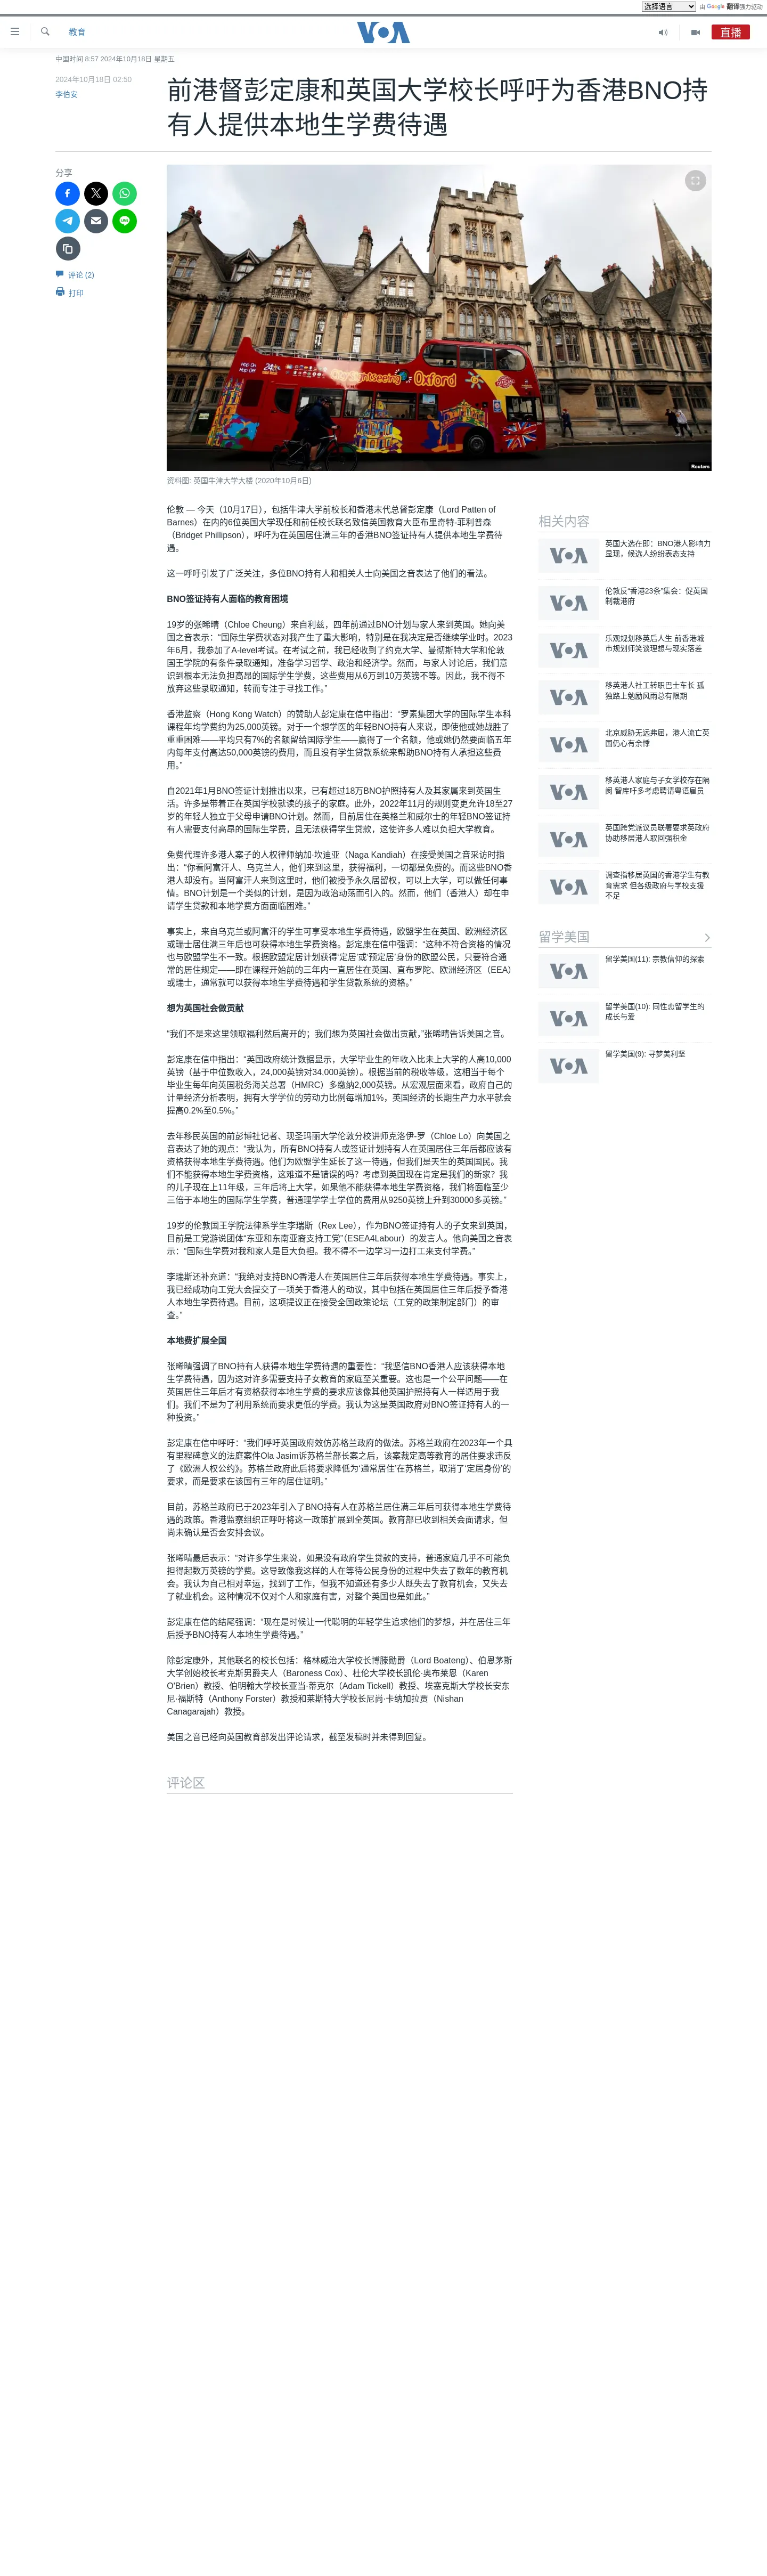 选择语言
由 Google 翻译强力驱动
教育
VOA
直播
中国时间 8:57 2024年10月18日 星期五
2024年10月18日 02:50
李伯安
前港督彭定康和英国大学校长呼吁为香港BNO持
有人提供本地生学费待遇
分享
评论 (2)
打印
24hr
Hop-On
Hop-Off
City sightseeing Oxford
Reuters
资料图: 英国牛津大学大楼 (2020年10月6日)
伦敦 — 今天（10月17日），包括牛津大学前校长和香港末代总督彭定康（Lord Patten of
Barnes）在内的6位英国大学现任和前任校长联名致信英国教育大臣布里奇特-菲利普森
（Bridget Phillipson），呼吁为在英国居住满三年的香港BNO签证持有人提供本地生学费待
遇。
这一呼吁引发了广泛关注，多位BNO持有人和相关人士向美国之音表达了他们的看法。
BNO签证持有人面临的教育困境
19岁的张晞晴（Chloe Cheung）来自利兹，四年前通过BNO计划与家人来到英国。她向美
国之音表示：“国际生学费状态对我产生了重大影响，特别是在我决定是否继续学业时。2023
年6月，我参加了A-level考试。在考试之前，我已经收到了约克大学、曼彻斯特大学和伦敦
国王学院的有条件录取通知，准备学习哲学、政治和经济学。然而，与家人讨论后，我们意
识到根本无法负担高昂的国际学生学费，这些费用从6万到10万英镑不等。因此，我不得不
放弃这些录取通知，转而专注于寻找工作。”
香港监察（Hong Kong Watch）的赞助人彭定康在信中指出：“罗素集团大学的国际学生本科
课程年均学费约为25,000英镑。对于一个想学医的年轻BNO持有人来说，即使他或她战胜了
重重困难——平均只有7%的名额留给国际学生——赢得了一个名额，他或她仍然要面临五年
内每年支付高达50,000英镑的费用，而且没有学生贷款系统来帮助BNO持有人承担这些费
用。”
自2021年1月BNO签证计划推出以来，已有超过18万BNO护照持有人及其家属来到英国生
活。许多是带着正在英国学校就读的孩子的家庭。此外，2022年11月的规则变更允许18至27
岁的年轻人独立于父母申请BNO计划。然而，目前居住在英格兰和威尔士的年轻BNO签证持
有人需要支付高昂的国际学生费，且无法获得学生贷款，这使许多人难以负担大学教育。
免费代理许多港人案子的人权律师纳加·坎迪亚（Naga Kandiah）在接受美国之音采访时指
出：“你看阿富汗人、乌克兰人，他们来到这里，获得福利，一切都是免费的。而这些BNO香
港人却没有。当阿富汗人来到这里时，他们被授予永久居留权，可以上大学，可以做任何事
情。BNO计划是一个类似的计划，是因为政治动荡而引入的。然而，他们（香港人）却在申
请学生贷款和本地学费方面面临困难。”
事实上，来自乌克兰或阿富汗的学生可享受本地生学费待遇，欧盟学生在英国、欧洲经济区
或瑞士居住满三年后也可获得本地生学费资格。彭定康在信中强调：“这种不符合资格的情况
也与欧盟学生不一致。根据欧盟定居计划获得‘定居’或‘预定居’身份的欧盟公民，只要符合通
常的居住规定——即在课程开始前的三年内一直居住在英国、直布罗陀、欧洲经济区（EEA）
或瑞士，通常就可以获得本地生学费待遇和学生贷款系统的资格。”
想为英国社会做贡献
“我们不是来这里领取福利然后离开的；我们想为英国社会做出贡献，”张晞晴告诉美国之音。
彭定康在信中指出：“英国政府统计数据显示，大学毕业生的年收入比未上大学的人高10,000
英镑（基于中位数收入，24,000英镑对34,000英镑）。根据当前的税收等级，这相当于每个
毕业生每年向英国税务海关总署（HMRC）多缴纳2,000英镑。从宏观层面来看，政府自己的
计量经济分析表明，拥有大学学位的劳动力比例每增加1%，英国经济的长期生产力水平就会
提高0.2%至0.5%。”
去年移民英国的前彭博社记者、现圣玛丽大学伦敦分校讲师克洛伊-罗（Chloe Lo）向美国之
音表达了她的观点：“我认为，所有BNO持有人或签证计划持有人在英国居住三年后都应该有
资格获得本地生学费待遇。他们为欧盟学生延长了这一待遇，但我们是天生的英国国民。我
们不能获得本地生学费资格，这难道不是错误的吗？考虑到英国现在肯定是我们的新家？我
的儿子现在上11年级，三年后将上大学，如果他不能获得本地生学费资格，我们将面临至少
三倍于本地生的国际学生学费，普通理学学士学位的费用从9250英镑上升到30000多英镑。”
19岁的伦敦国王学院法律系学生李瑞斯（Rex Lee），作为BNO签证持有人的子女来到英国，
目前是工党游说团体“东亚和东南亚裔支持工党”（ESEA4Labour）的发言人。他向美国之音表
示：“国际生学费对我和家人是巨大负担。我不得不一边学习一边打工来支付学费。”
李瑞斯还补充道：“我绝对支持BNO香港人在英国居住三年后获得本地生学费待遇。事实上，
我已经成功向工党大会提交了一项关于香港人的动议，其中包括在英国居住三年后授予香港
人本地生学费待遇。目前，这项提议正在接受全国政策论坛（工党的政策制定部门）的审
查。”
本地费扩展全国
张晞晴强调了BNO持有人获得本地生学费待遇的重要性：“我坚信BNO香港人应该获得本地
生学费待遇，因为这对许多需要支持子女教育的家庭至关重要。这也是一个公平问题——在
英国居住三年后才有资格获得本地生学费的要求应该像其他英国护照持有人一样适用于我
们。我们不是为了利用系统而要求更低的学费。我认为这是英国政府对BNO签证持有人的一
种投资。”
彭定康在信中呼吁：“我们呼吁英国政府效仿苏格兰政府的做法。苏格兰政府在2023年一个具
有里程碑意义的法庭案件Ola Jasim诉苏格兰部长案之后，该案裁定高等教育的居住要求违反
了《欧洲人权公约》。苏格兰政府此后将要求降低为‘通常居住’在苏格兰，取消了‘定居身份’的
要求，而是要求在该国有三年的居住证明。”
目前，苏格兰政府已于2023年引入了BNO持有人在苏格兰居住满三年后可获得本地生学费待
遇的政策。香港监察组织正呼吁将这一政策扩展到全英国。教育部已收到相关会面请求，但
尚未确认是否会安排会议。
张晞晴最后表示：“对许多学生来说，如果没有政府学生贷款的支持，普通家庭几乎不可能负
担得起数万英镑的学费。这导致像我这样的人在等待公民身份的过程中失去了数年的教育机
会。我认为自己相对幸运，找到了工作，但我不知道还有多少人既失去了教育机会，又失去
了就业机会。这种情况不仅对个人和家庭有害，对整个英国也是如此。”
彭定康在信的结尾强调：“现在是时候让一代聪明的年轻学生追求他们的梦想，并在居住三年
后授予BNO持有人本地生学费待遇。”
除彭定康外，其他联名的校长包括：格林威治大学校长博滕勋爵（Lord Boateng）、伯恩茅斯
大学创始校长考克斯男爵夫人（Baroness Cox）、杜伦大学校长凯伦·奥布莱恩（Karen
O'Brien）教授、伯明翰大学校长亚当·蒂克尔（Adam Tickell）教授、埃塞克斯大学校长安东
尼·福斯特（Anthony Forster）教授和莱斯特大学校长尼尚·卡纳加拉贾（Nishan
Canagarajah）教授。
美国之音已经向英国教育部发出评论请求，截至发稿时并未得到回复。
评论区
相关内容
VOA
英国大选在即：BNO港人影响力
显现，候选人纷纷表态支持
VOA
伦敦反“香港23条”集会：促英国
制裁港府
VOA
乐观规划移英后人生 前香港城
市规划师笑谈理想与现实落差
VOA
移英港人社工转职巴士车长 孤
独路上勉励风雨总有限期
VOA
北京威胁无远弗届，港人流亡英
国仍心有余悸
VOA
移英港人家庭与子女学校存在隔
阂 智库吁多考虑聘请粤语雇员
VOA
英国跨党派议员联署要求英政府
协助移居港人取回强积金
VOA
调查指移居英国的香港学生有教
育需求 但各级政府与学校支援
不足
留学美国
VOA
留学美国(11): 宗教信仰的探索
VOA
留学美国(10): 同性恋留学生的
成长与爱
VOA
留学美国(9): 寻梦美利坚